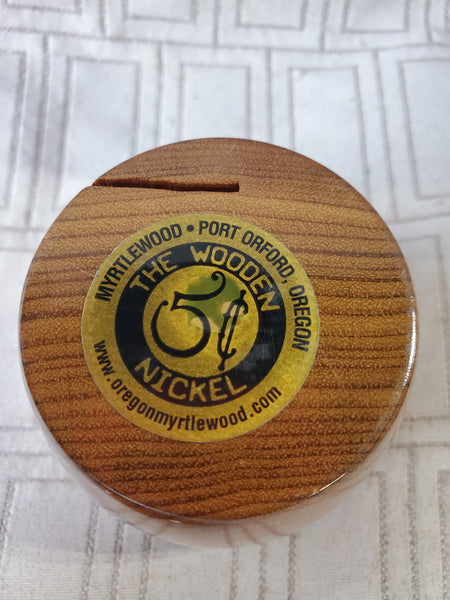 MYRTLEWOOD • PORT ORFORD, OREGON
THE WOODEN
5¢
NICKEL
www.oregonmyrtlewood.com